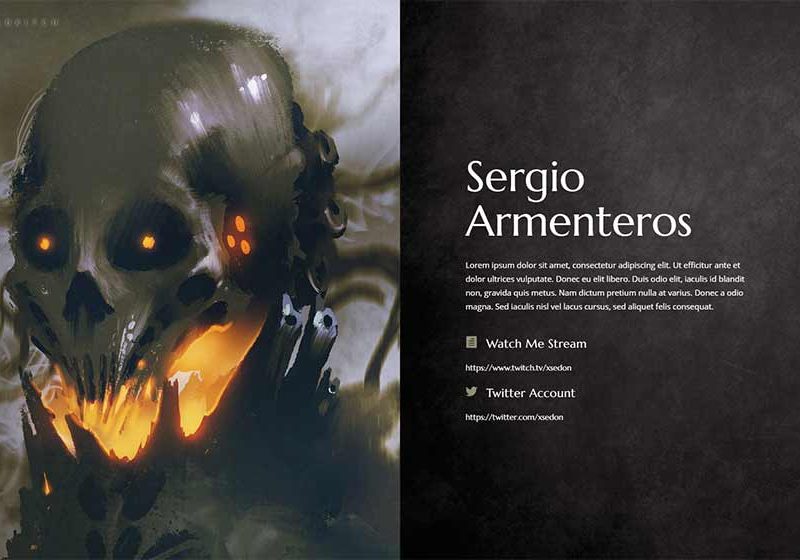 Sergio
Armenteros
Lorem ipsum dolor sit amet, consectetur adipiscing elit. Ut efficitur ante et
dolor ultrices vulputate. Donec eu elit libero. Duis odio elit, iaculis id blandit
non, gravida quis metus. Nam dictum pretium nulla at varius. Donec a odio
magna. Sed iaculis nisl vel lacus cursus, sed aliquet felis consequat.
Watch Me Stream
https://www.twitch.tv/xsedon
Twitter Account
https://twitter.com/xsedon